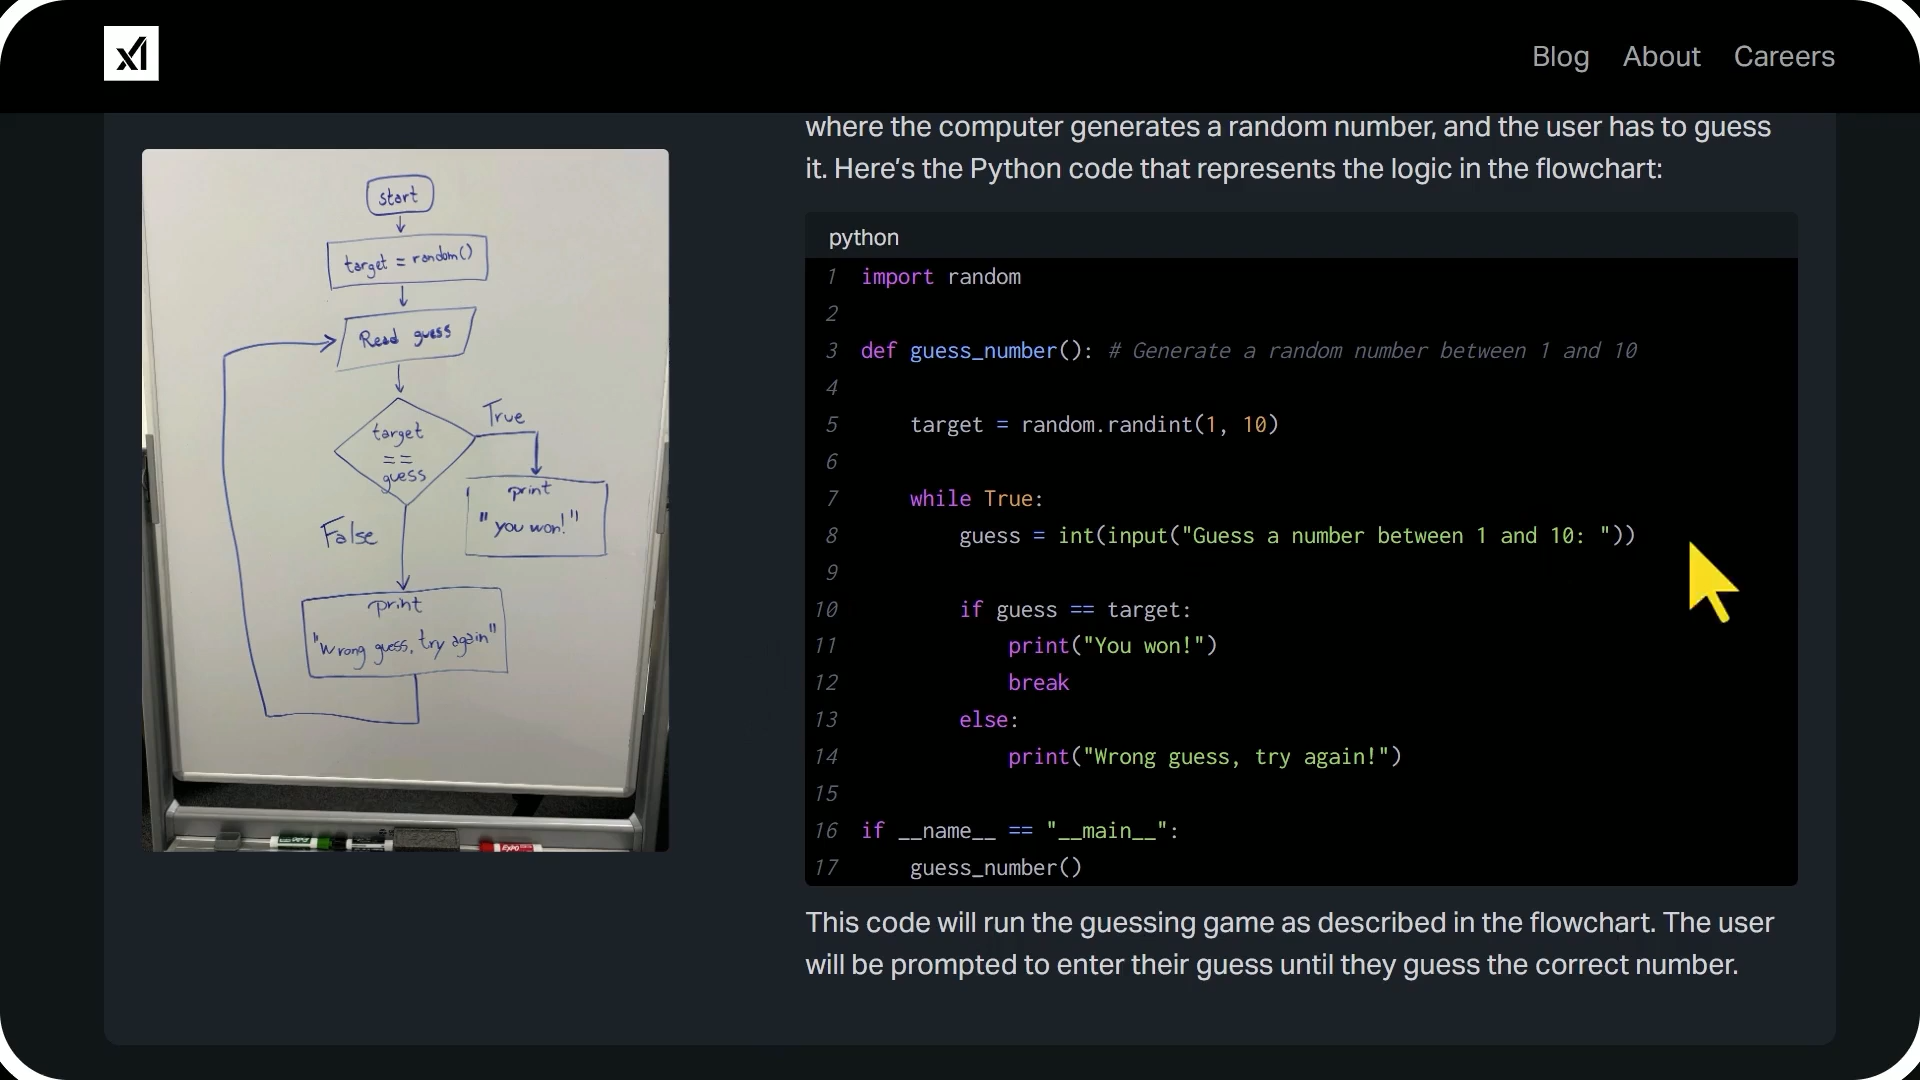 xI
Blog About Careers
start
target = random()
Read guess
target
==
guess
True
print
"you won!"
False
print
"Wrong guess, try again"
EXPO
where the computer generates a random number, and the user has to guess
it. Here's the Python code that represents the logic in the flowchart:
python
1 import random
2
3 def guess_number(): # Generate a random number between 1 and 10
4
5     target = random.randint(1, 10)
6
7     while True:
8         guess = int(input("Guess a number between 1 and 10: "))
9
10         if guess == target:
11             print("You won!")
12             break
13         else:
14             print("Wrong guess, try again!")
15
16 if __name__ == "__main__":
17     guess_number()
This code will run the guessing game as described in the flowchart. The user
will be prompted to enter their guess until they guess the correct number.